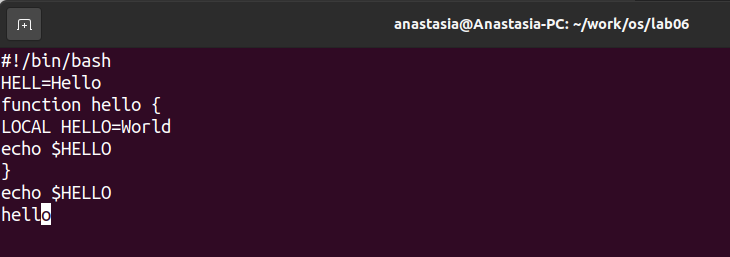 anastasia@Anastasia-PC: ~/work/os/lab06
#!/bin/bash
HELL=Hello
function hello {
LOCAL HELLO=World
echo $HELLO
}
echo $HELLO
hello